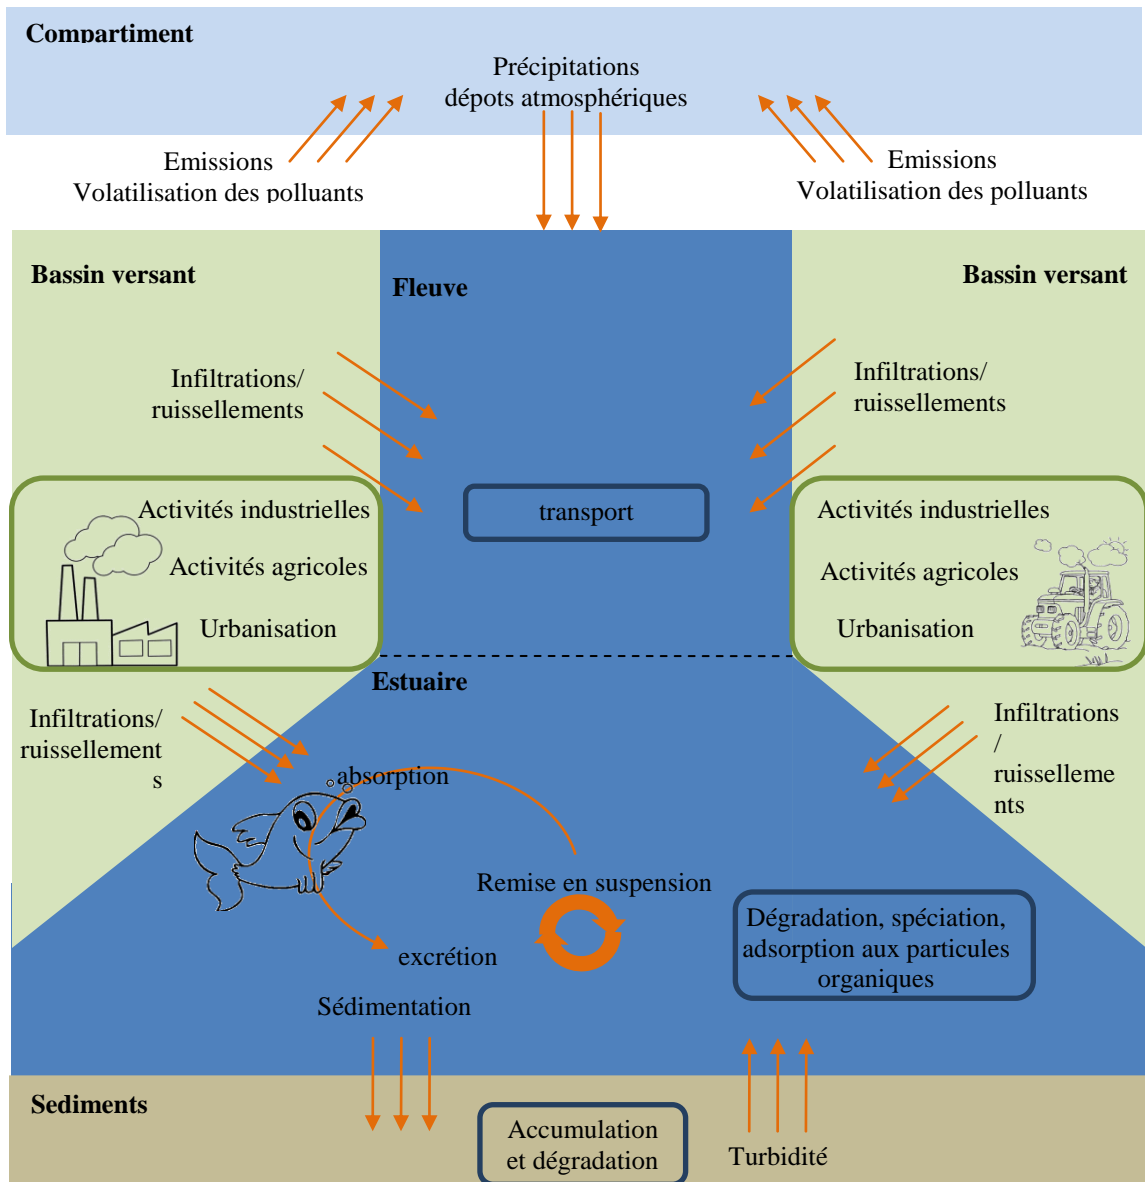 Compartiment
Précipitations
dépots atmosphériques
Emissions
Volatilisation des polluants
Emissions
Volatilisation des polluants
Bassin versant
Fleuve
Bassin versant
Infiltrations/
ruissellements
Infiltrations/
ruissellements
transport
Activités industrielles
Activités agricoles
Urbanisation
Activités industrielles
Activités agricoles
Urbanisation
Estuaire
Infiltrations/
ruissellement
s
Infiltrations
/
ruisselleme
nts
absorption
Remise en suspension
excrétion
Dégradation, spéciation,
adsorption aux particules
organiques
Sédimentation
Sediments
Accumulation
et dégradation
Turbidité